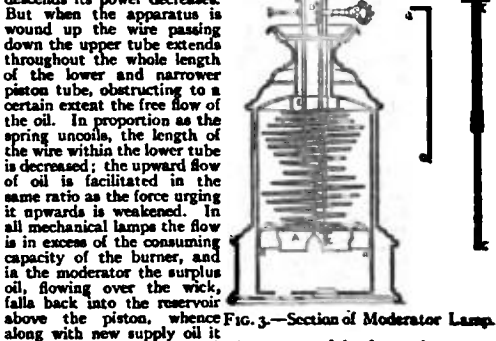 descends its power decreases.
But when the apparatus is
wound up the wire passing
down the upper tube extends
throughout the whole length
of the lower and narrower
piston tube, obstructing to a
certain extent the free flow of
the oil. In proportion as the
spring uncoils, the length of
the wire within the lower tube
is decreased; the upward flow
of oil is facilitated in the
same ratio as the force urging
it upwards is weakened. In
all mechanical lamps the flow
is in excess of the consuming
capacity of the burner, and
ia the moderator the surplus
oil, flowing over the wick,
falls back into the reservoir
above the piston, whence
along with new supply oil it
FIG. 3.—Section of Moderator Lamp.
A